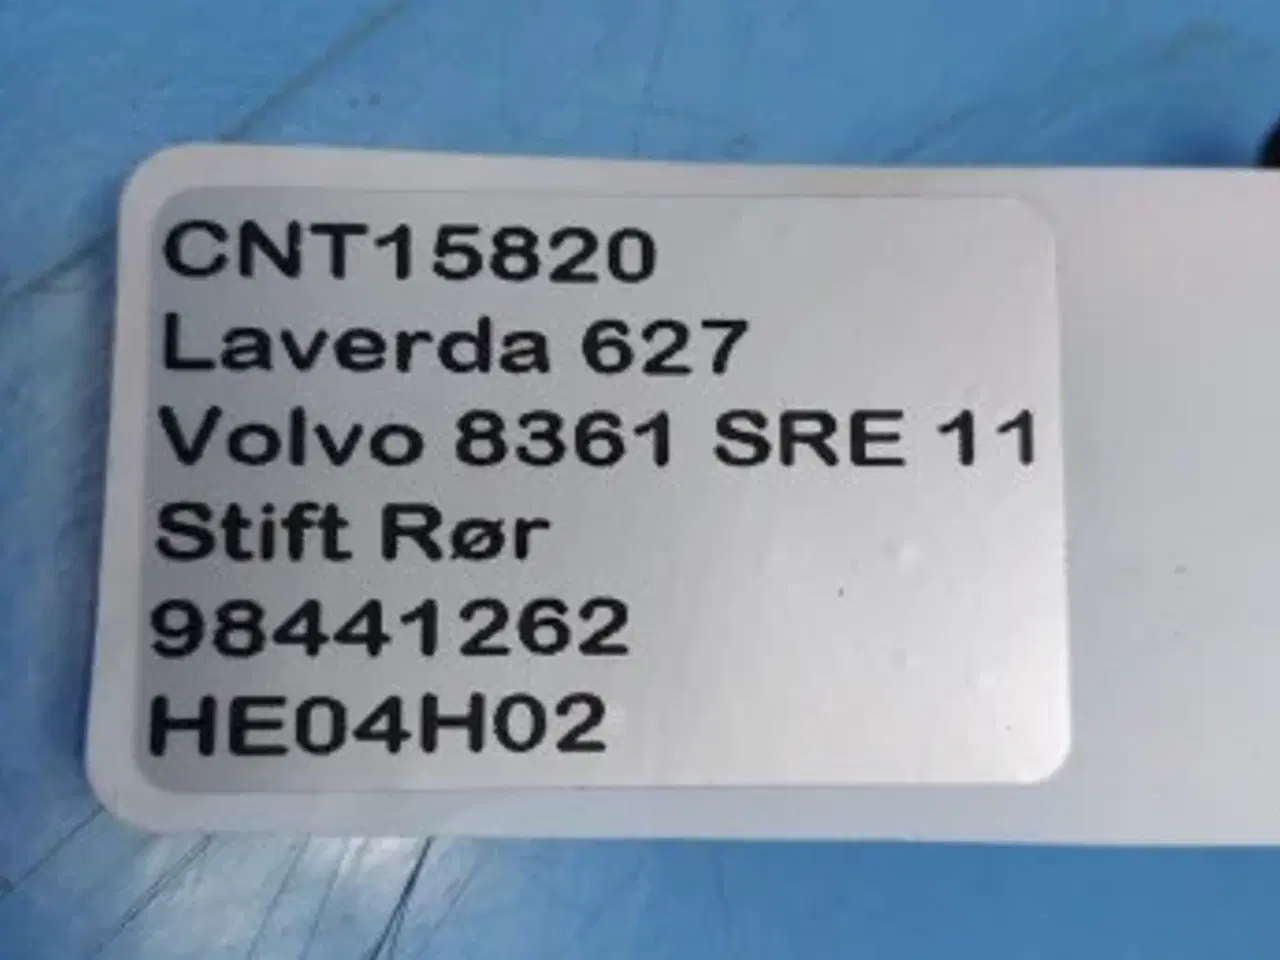 CNT15820
Laverda 627
Volvo 8361 SRE 11
Stift Rør
98441262
HE04H02